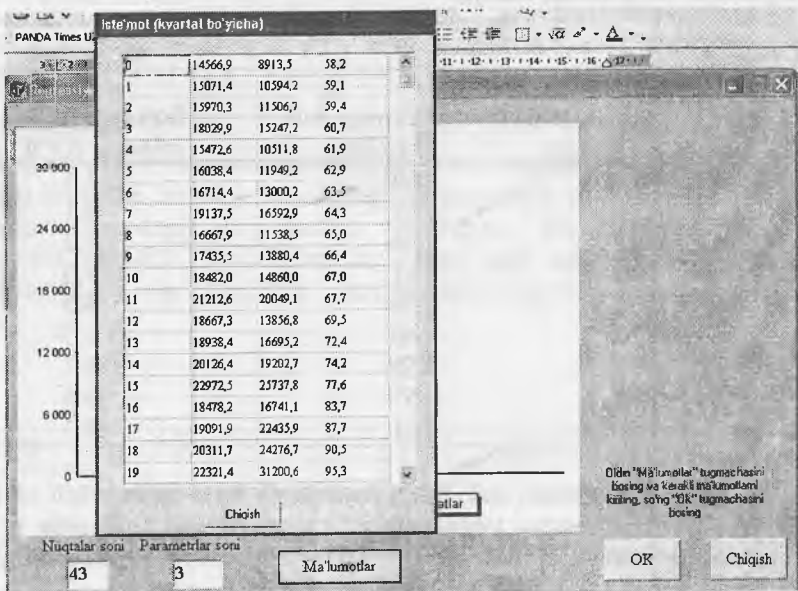 PANDA Times
Iste'mol (kvartal bo'yicha)
0 14566,9 8913,5 58,2
1 15071,4 10594,2 59,1
2 15970,3 11506,7 59,4
3 18029,9 15247,2 60,7
4 15472,6 10511,8 61,9
5 16038,4 11949,2 62,9
6 16714,4 13000,2 63,5
7 19137,5 16592,9 64,3
8 16667,9 11538,5 65,0
9 17435,5 13880,4 66,4
10 18482,0 14860,0 67,0
11 21212,6 20049,1 67,7
12 18667,3 13856,8 69,5
13 18938,4 16695,2 72,4
14 20126,4 19202,7 74,2
15 22972,5 25737,8 77,6
16 18478,2 16741,1 83,7
17 19091,9 22435,9 87,7
18 20311,7 24276,7 90,5
19 22321,4 31200,6 95,3
Chiqish
30 000
24 000
18 000
12 000
6 000
0
atlar
Oldin "Ma'lumotlar" tugmachasini
bosing va kerakli ma'lumotlarni
kiriting, so'ng "OK" tugmachasini
bosing
Nuqtalar soni Parametrlar soni
43 3
Ma'lumotlar
OK
Chiqish